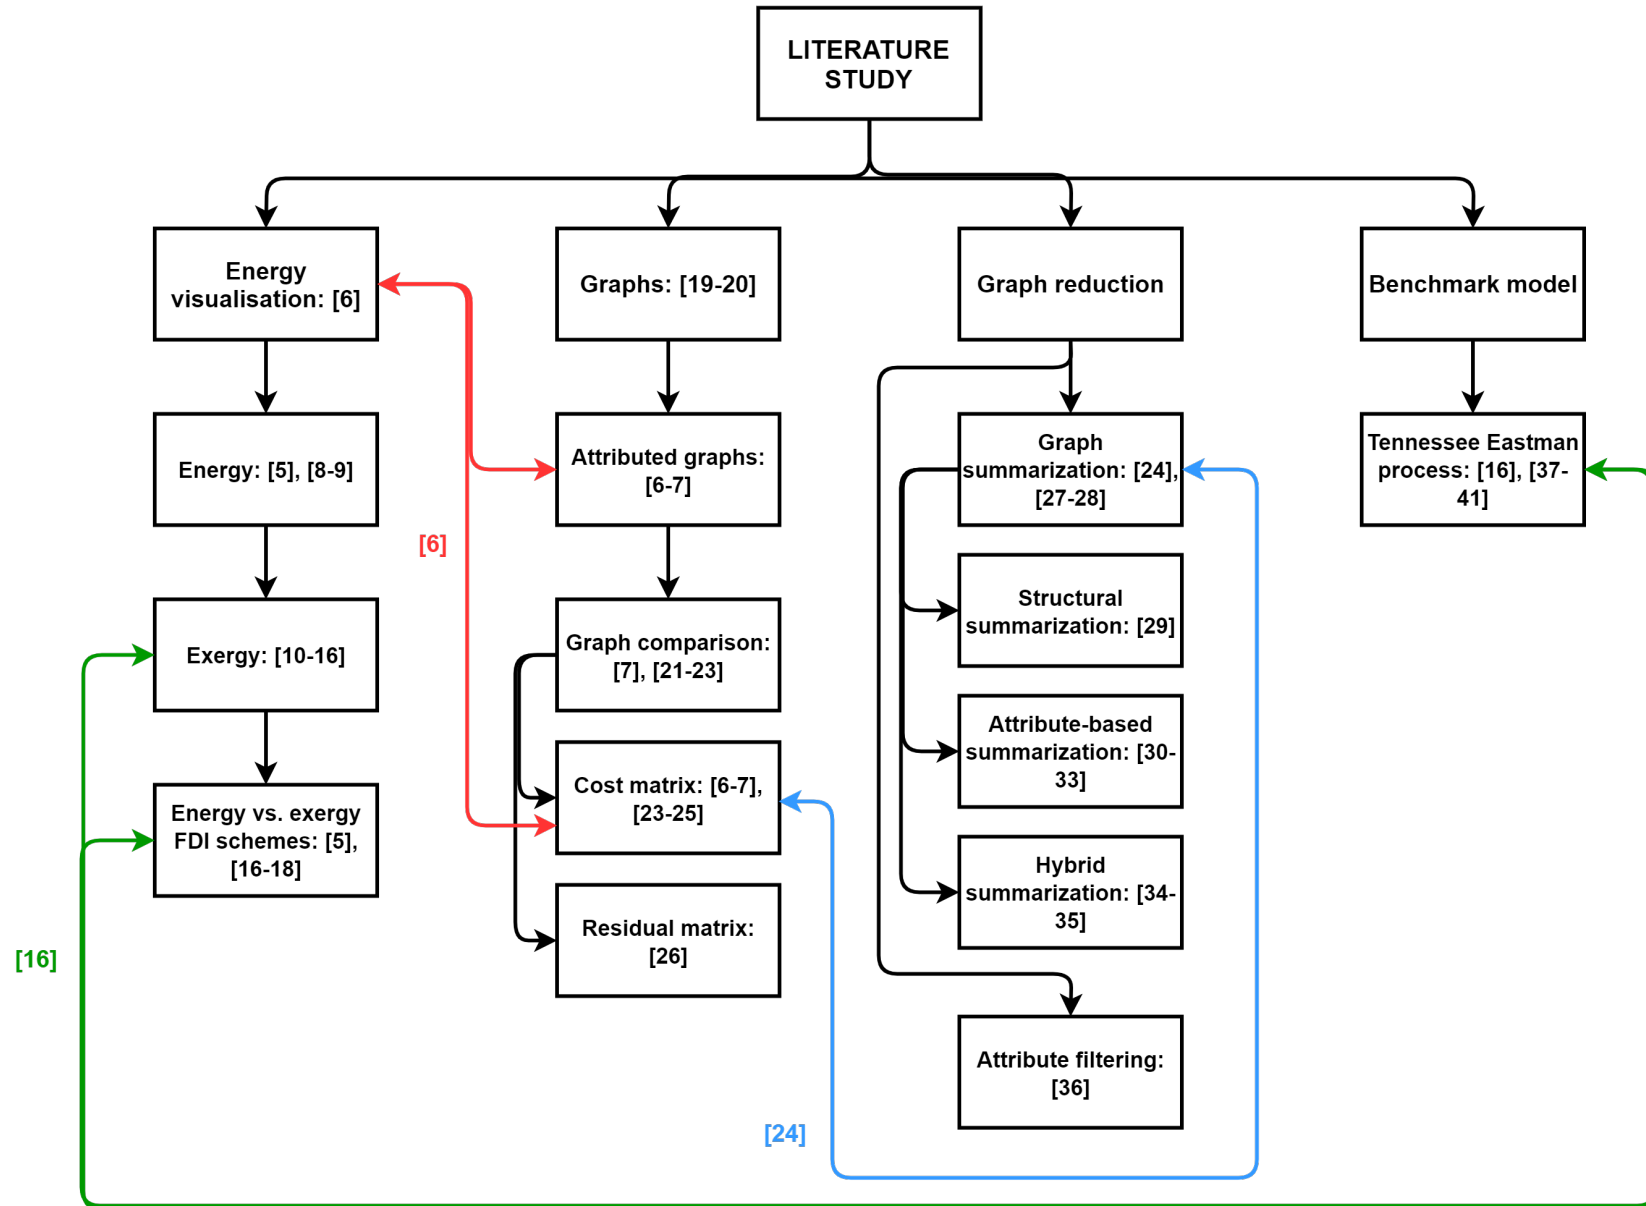 LITERATURE
STUDY
Energy
visualisation: [6]
Graphs: [19-20]
Graph reduction
Benchmark model
Energy: [5], [8-9]
Attributed graphs:
[6-7]
Graph
summarization: [24],
[27-28]
Tennessee Eastman
process: [16], [37-
41]
[6]
Exergy: [10-16]
Graph comparison:
[7], [21-23]
Structural
summarization: [29]
Energy vs. exergy
FDI schemes: [5],
[16-18]
Cost matrix: [6-7],
[23-25]
Attribute-based
summarization: [30-
33]
Residual matrix:
[26]
Hybrid
summarization: [34-
35]
[16]
Attribute filtering:
[36]
[24]